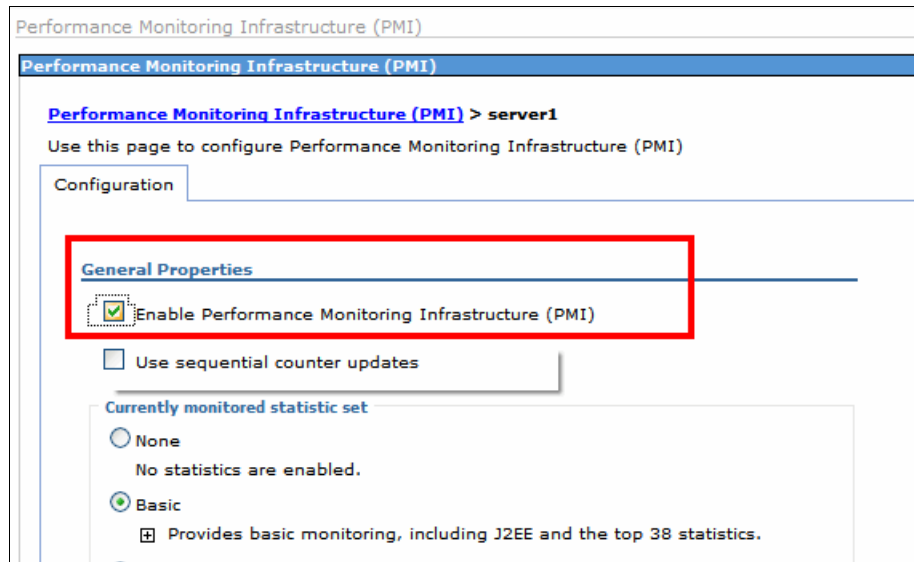 Performance Monitoring Infrastructure (PMI)
Performance Monitoring Infrastructure (PMI)
Performance Monitoring Infrastructure (PMI) > server1
Use this page to configure Performance Monitoring Infrastructure (PMI)
Configuration
General Properties
Enable Performance Monitoring Infrastructure (PMI)
Use sequential counter updates
Currently monitored statistic set
None
No statistics are enabled.
Basic
Provides basic monitoring, including J2EE and the top 38 statistics.